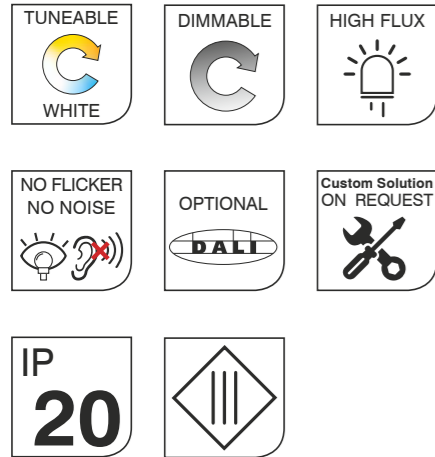 TUNEABLE
WHITE
DIMMABLE
HIGH FLUX
NO FLICKER
NO NOISE
OPTIONAL
DALI
Custom Solution
ON REQUEST
IP
20